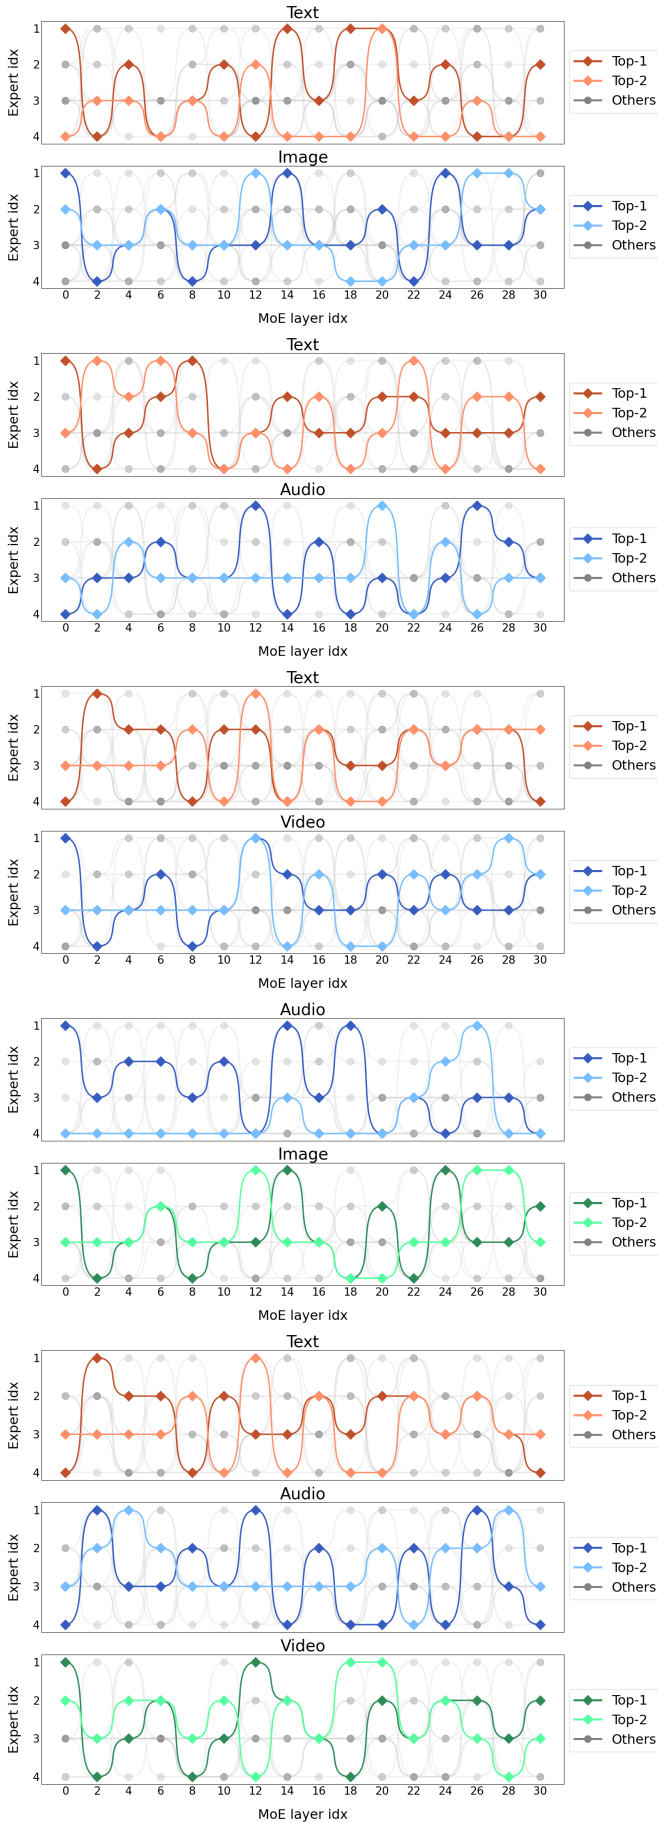 Text
Expert idx
1
2
3
4
Top-1
Top-2
Others
Image
Expert idx
1
2
3
4
Top-1
Top-2
Others
0 2 4 6 8 10 12 14 16 18 20 22 24 26 28 30
MoE layer idx
Text
Expert idx
1
2
3
4
Top-1
Top-2
Others
Audio
Expert idx
1
2
3
4
Top-1
Top-2
Others
0 2 4 6 8 10 12 14 16 18 20 22 24 26 28 30
MoE layer idx
Text
Expert idx
1
2
3
4
Top-1
Top-2
Others
Video
Expert idx
1
2
3
4
Top-1
Top-2
Others
0 2 4 6 8 10 12 14 16 18 20 22 24 26 28 30
MoE layer idx
Audio
Expert idx
1
2
3
4
Top-1
Top-2
Others
Image
Expert idx
1
2
3
4
Top-1
Top-2
Others
0 2 4 6 8 10 12 14 16 18 20 22 24 26 28 30
MoE layer idx
Text
Expert idx
1
2
3
4
Top-1
Top-2
Others
Audio
Expert idx
1
2
3
4
Top-1
Top-2
Others
Video
Expert idx
1
2
3
4
Top-1
Top-2
Others
0 2 4 6 8 10 12 14 16 18 20 22 24 26 28 30
MoE layer idx